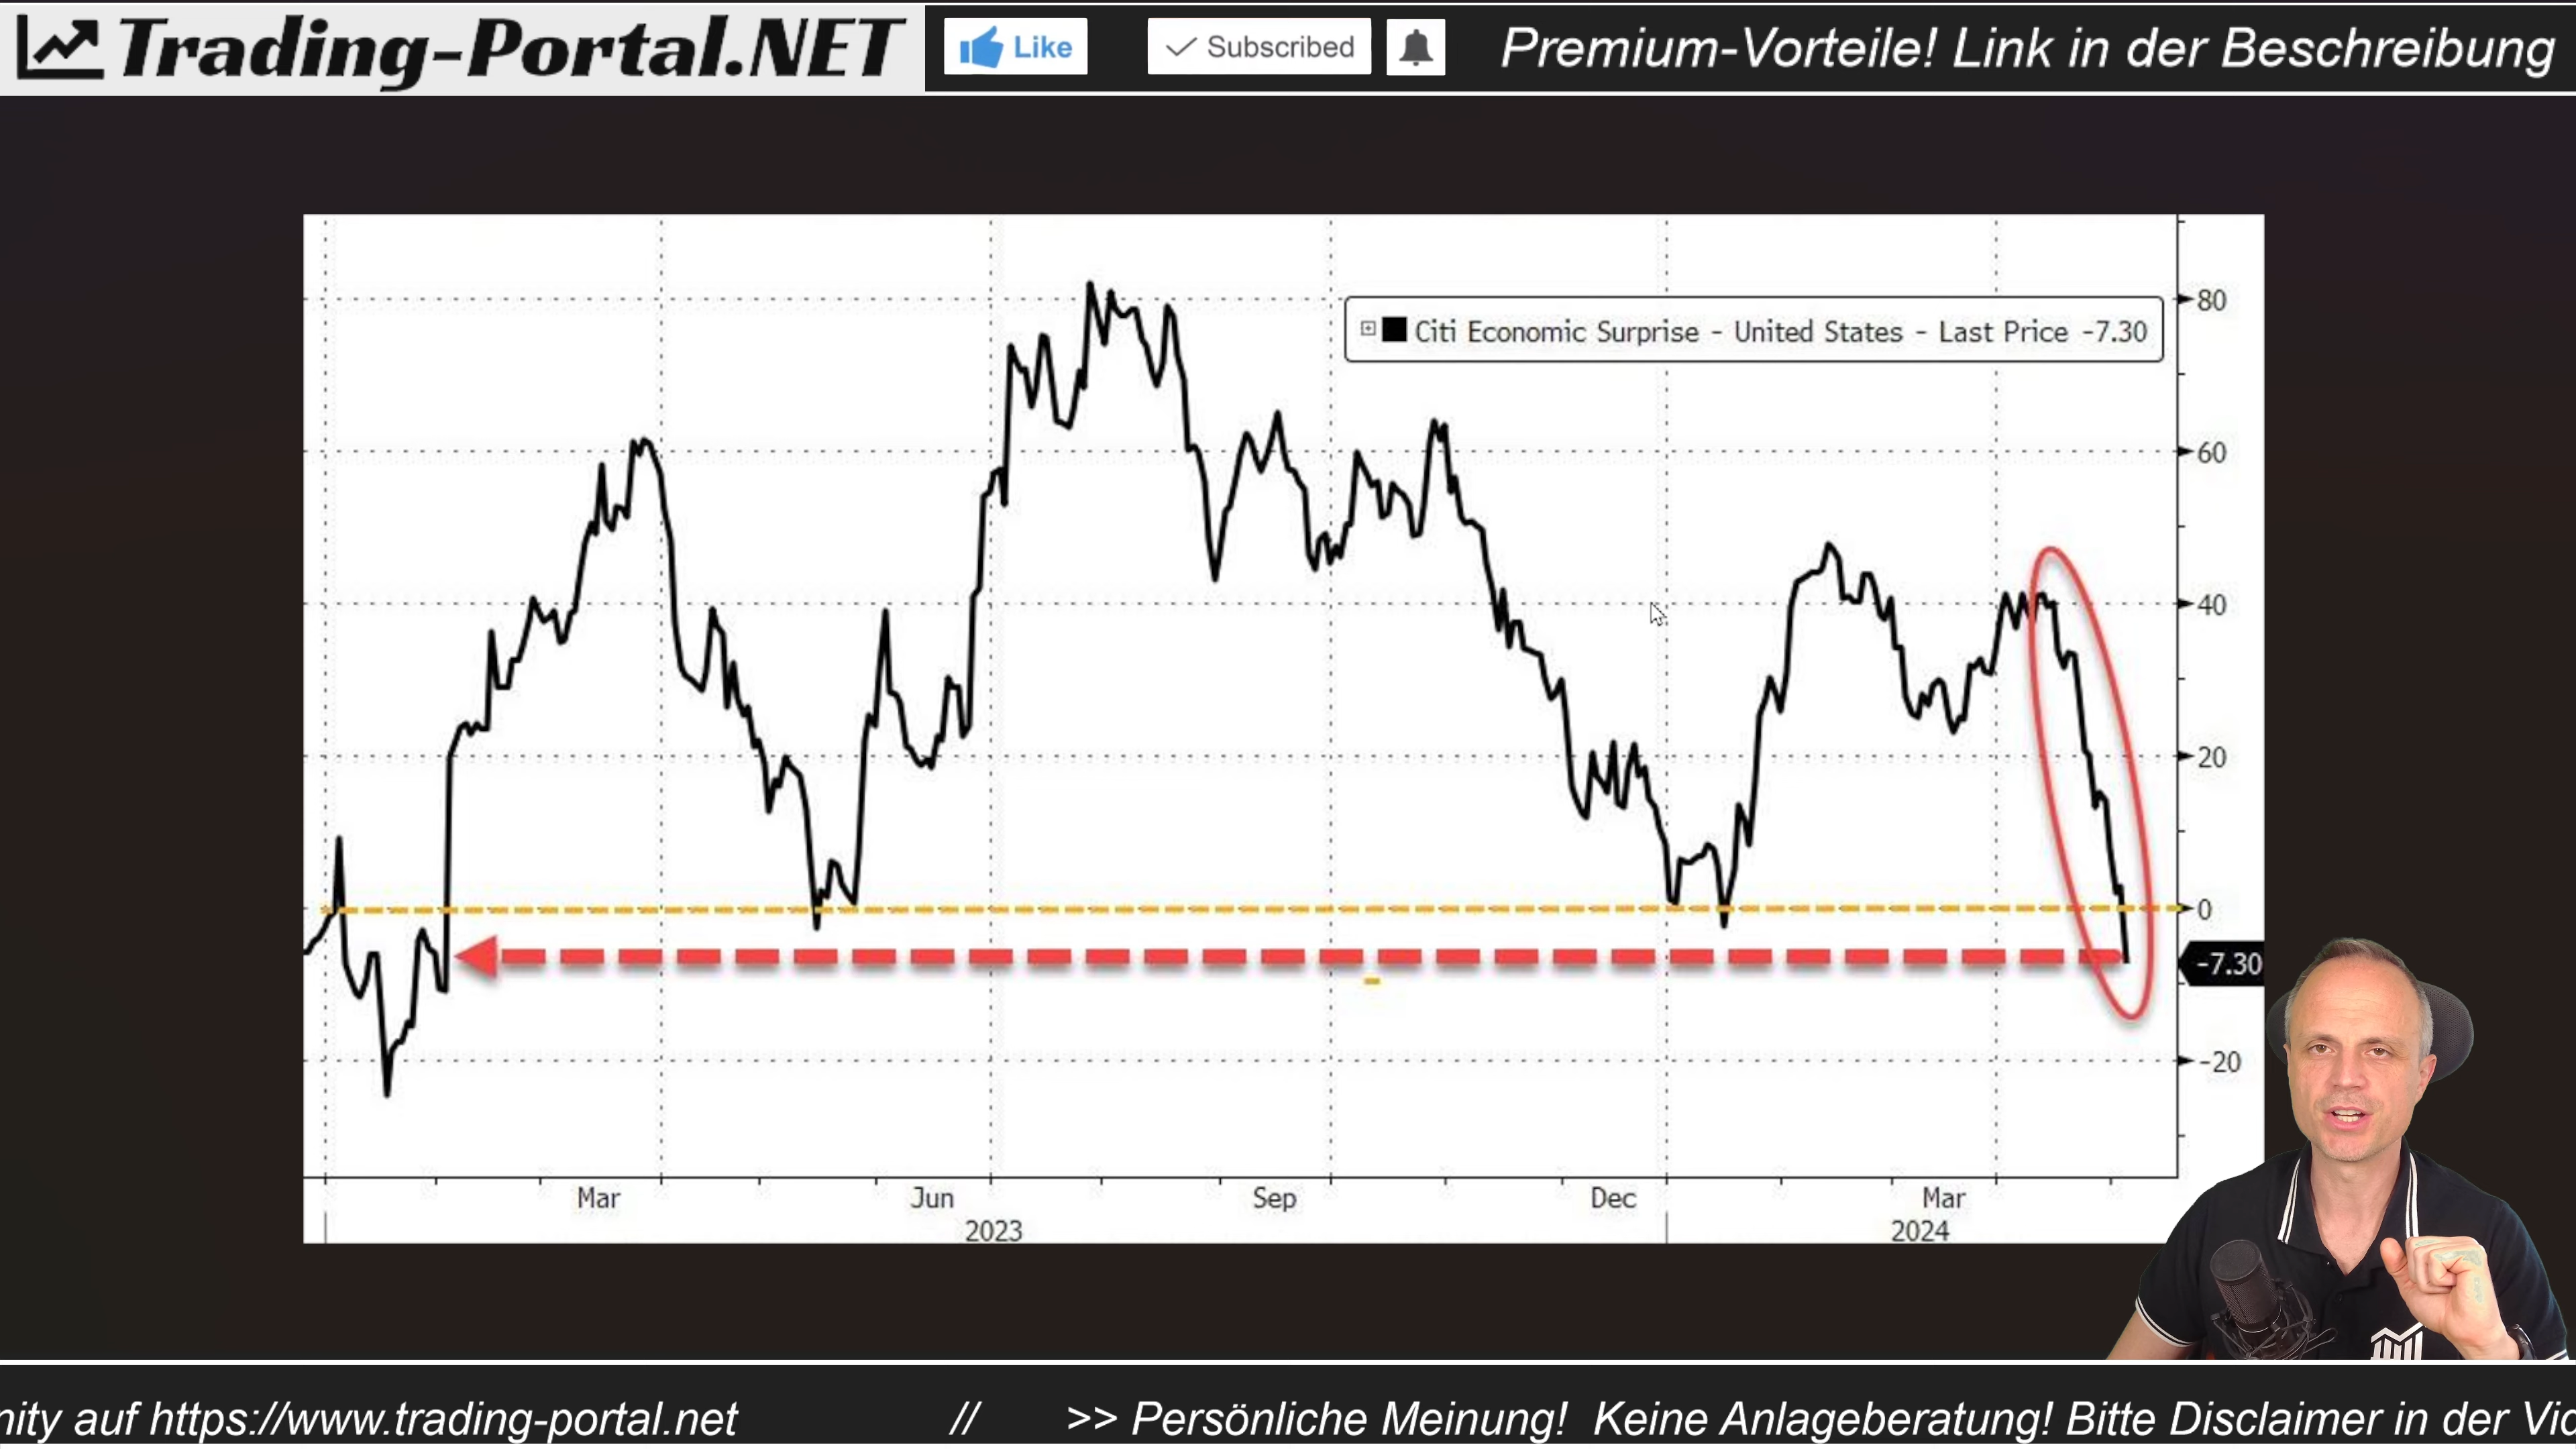 Trading-Portal.NET
Like
Subscribed
Premium-Vorteile! Link in der Beschreibung
80
Citi Economic Surprise - United States - Last Price -7.30
60
40
20
0
-7.30
-20
Mar Jun Sep Dec Mar
2023 2024
auf https://www.trading-portal.net // >> Persönliche Meinung! Keine Anlageberatung! Bitte Disclaimer in der